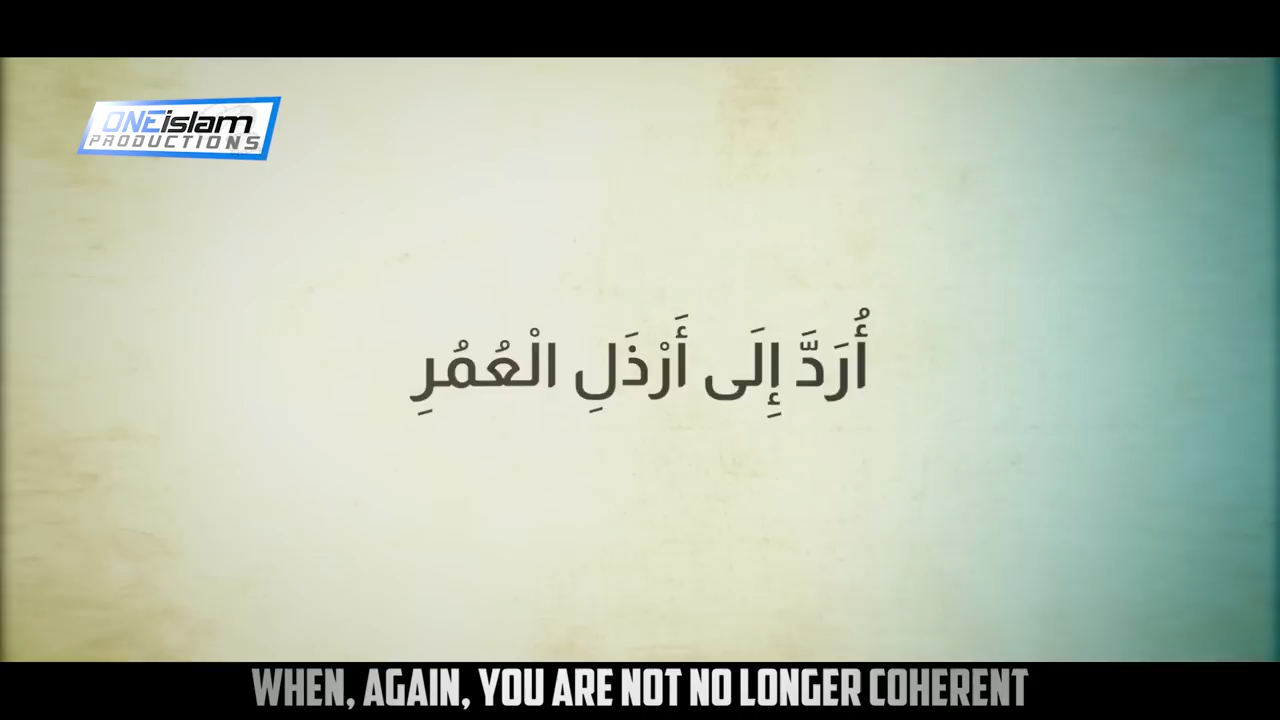 ONEislam
PRODUCTIONS
أُرَدَّ إِلَى أَرْذَلِ الْعُمُرِ
WHEN, AGAIN, YOU ARE NOT NO LONGER COHERENT